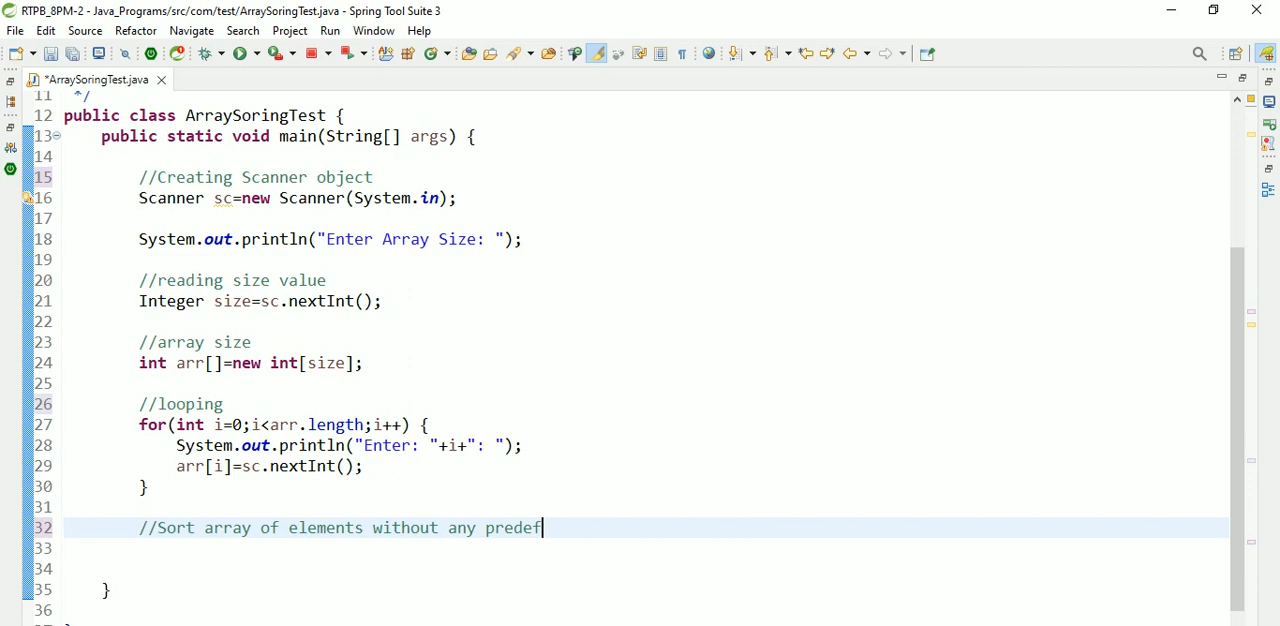 RTPB_8PM-2 - Java_Programs/src/com/test/ArraySoringTest.java - Spring Tool Suite 3
File Edit Source Refactor Navigate Search Project Run Window Help
*ArraySoringTest.java
11 */
12 public class ArraySoringTest {
13 public static void main(String[] args) {
14
15 //Creating Scanner object
16 Scanner sc=new Scanner(System.in);
17
18 System.out.println("Enter Array Size: ");
19
20 //reading size value
21 Integer size=sc.nextInt();
22
23 //array size
24 int arr[]=new int[size];
25
26 //looping
27 for(int i=0;i<arr.length;i++) {
28 System.out.println("Enter: "+i+": ");
29 arr[i]=sc.nextInt();
30 }
31
32 //Sort array of elements without any predef
33
34
35 }
36